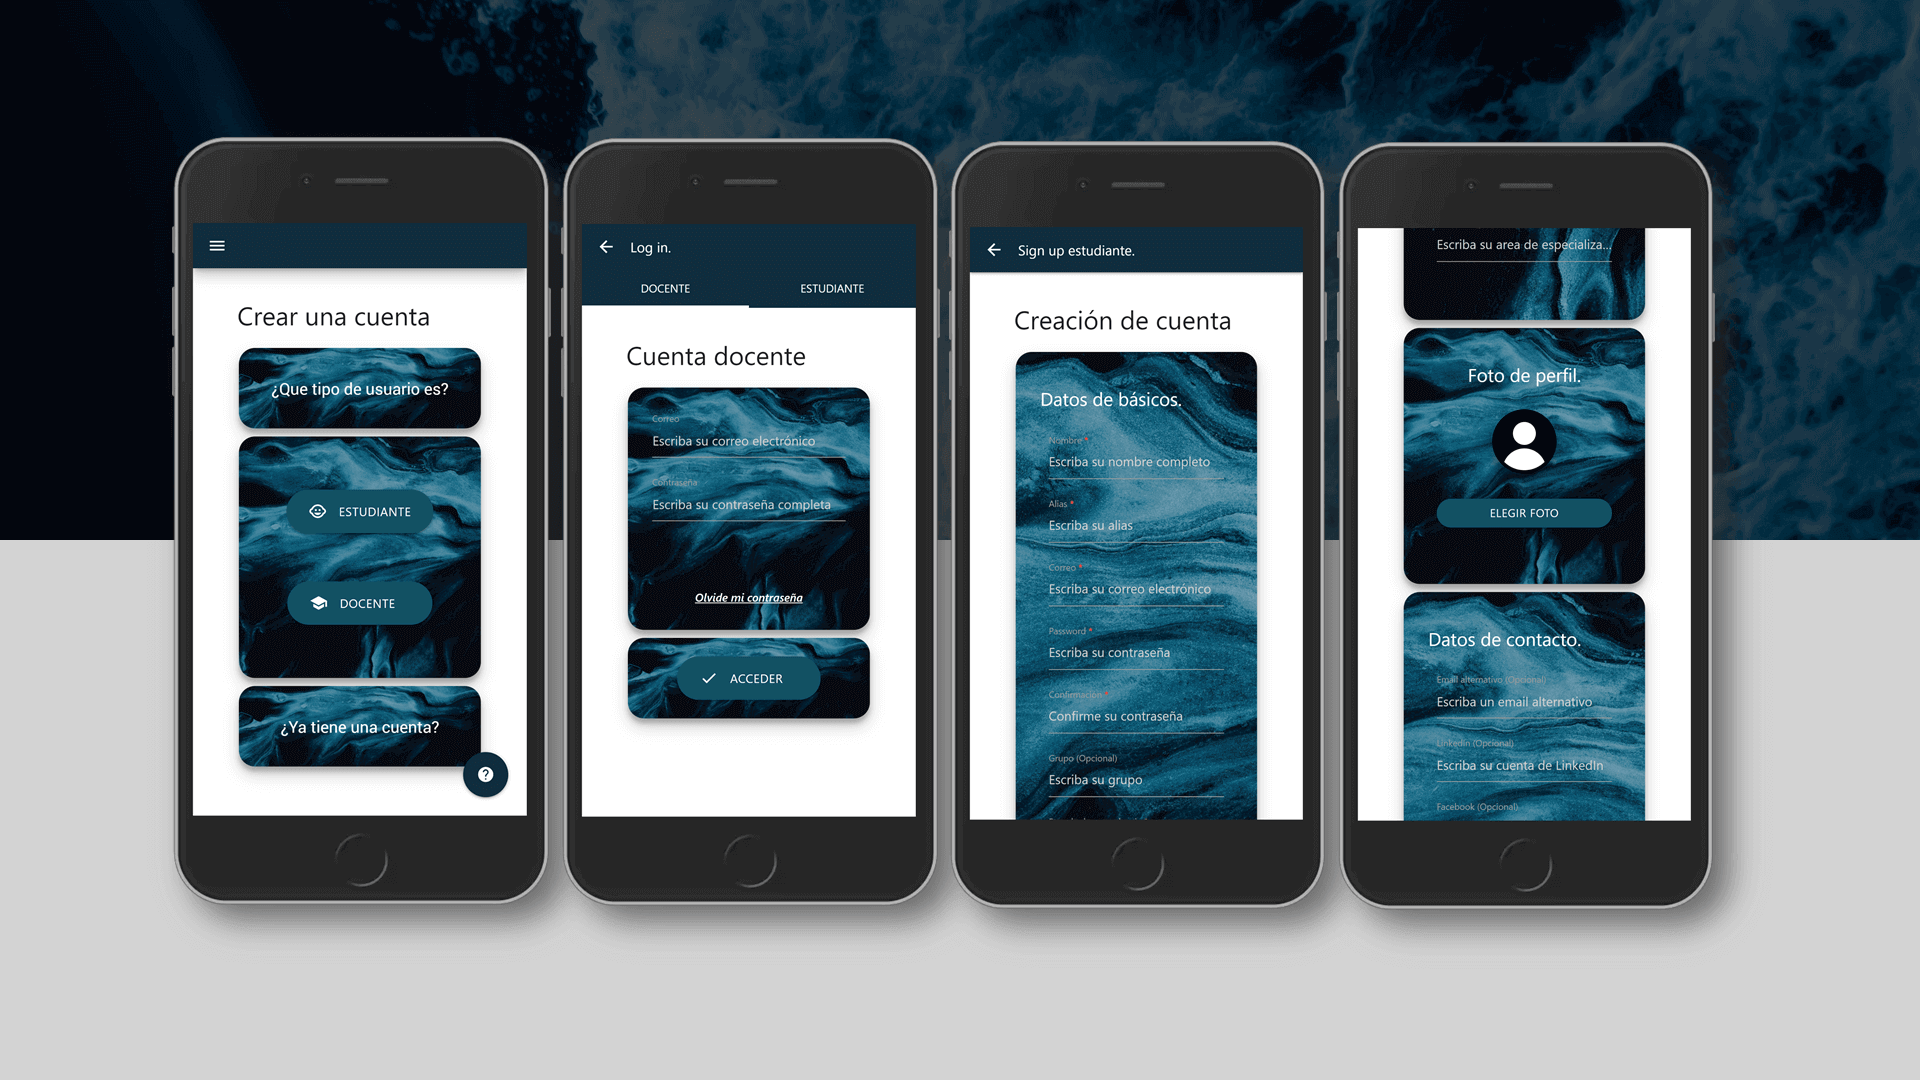 Crear una cuenta
¿Que tipo de usuario es?
ESTUDIANTE
DOCENTE
¿Ya tiene una cuenta?
Log in.
DOCENTE
ESTUDIANTE
Cuenta docente
Correo
Escriba su correo electrónico
Contraseña
Escriba su contraseña completa
Olvide mi contraseña
ACCEDER
Sign up estudiante.
Creación de cuenta
Datos de básicos.
Nombre *
Escriba su nombre completo
Alias *
Escriba su alias
Correo *
Escriba su correo electrónico
Password *
Escriba su contraseña
Confirmación *
Confirme su contraseña
Grupo (Opcional)
Escriba su grupo
Escriba su area de especializa...
Foto de perfil.
ELEGIR FOTO
Datos de contacto.
Email alternativo (Opcional)
Escriba un email alternativo
Linkedin (Opcional)
Escriba su cuenta de LinkedIn
Facebook (Opcional)